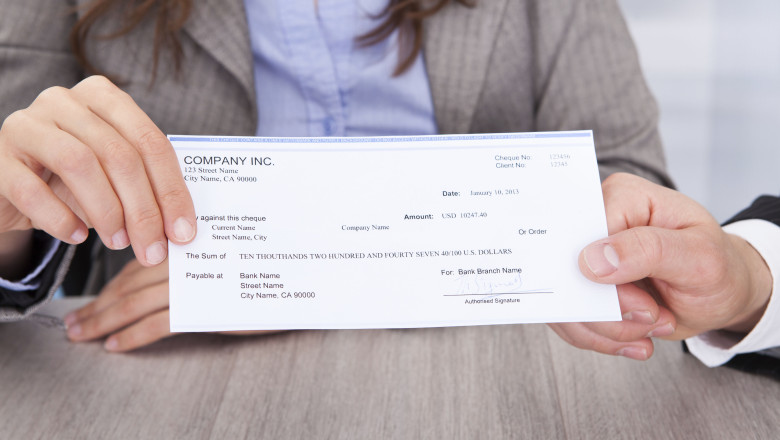 COMPANY INC.
123 Street Name
City Name, CA 90000
Cheque No. 123456
Client No. 12345
Date: January 10, 2013
y against this cheque
Amount: USD 10247.40
Current Name Company Name
Street Name, City
Or Order
The Sum of TEN THOUTHANDS TWO HUNDRED AND FOURTY SEVEN 40/100 U.S. DOLLARS
Payable at Bank Name
Street Name
City Name, CA 90000
For: Bank Branch Name
Authorised Signature